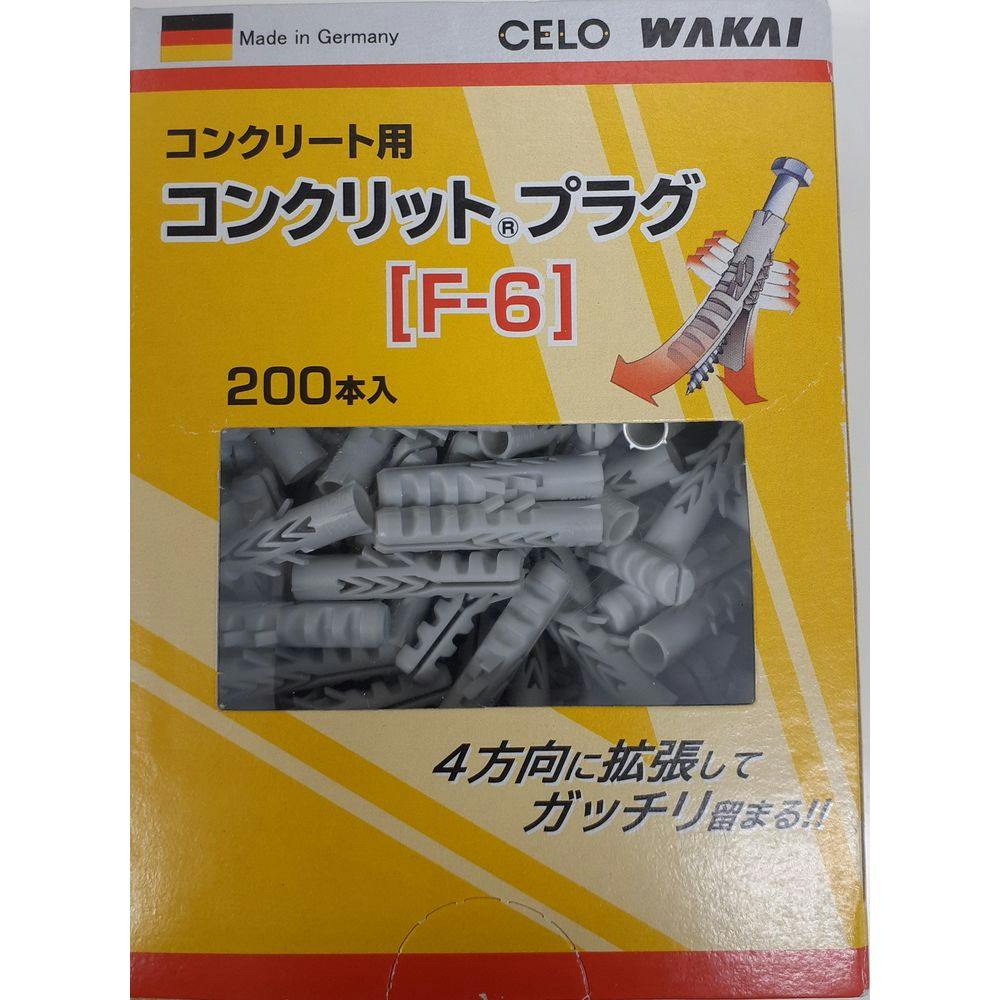 Made in Germany
CELO WAKAI
コンクリート用
コンクリット®プラグ
[F-6]
200本入
4方向に拡張して
ガッチリ留まる!!